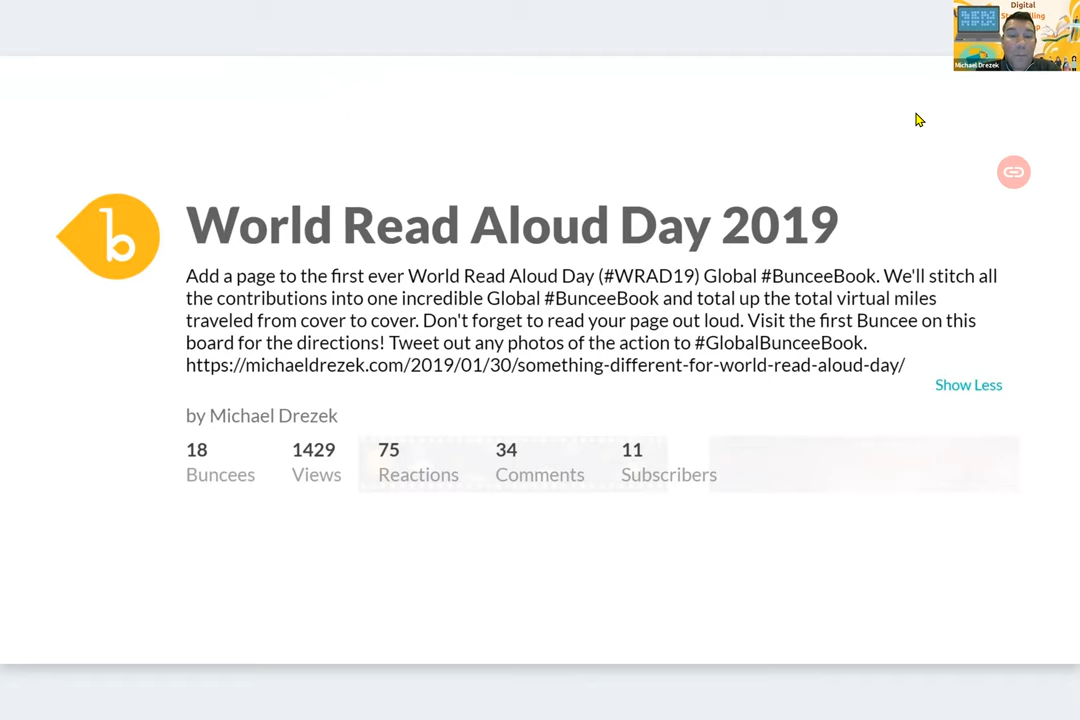 Digital
Michael Drezek
b
World Read Aloud Day 2019
Add a page to the first ever World Read Aloud Day (#WRAD19) Global #BunceeBook. We'll stitch all
the contributions into one incredible Global #BunceeBook and total up the total virtual miles
traveled from cover to cover. Don't forget to read your page out loud. Visit the first Buncee on this
board for the directions! Tweet out any photos of the action to #GlobalBunceeBook.
https://michaeldrezek.com/2019/01/30/something-different-for-world-read-aloud-day/
Show Less
by Michael Drezek
18 1429 75 34 11
Buncees Views Reactions Comments Subscribers